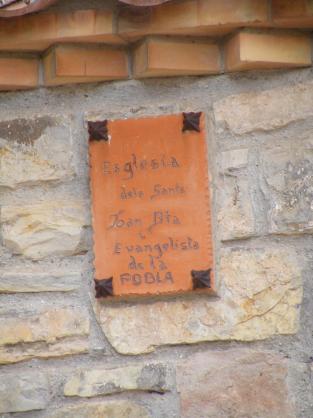 Esglesia
dels Sants
Joan Bta
i
Evangelista
de la
POBLA